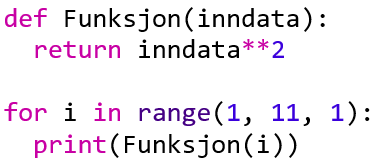 def Funksjon(inndata):
  return inndata**2

for i in range(1, 11, 1):
  print(Funksjon(i))